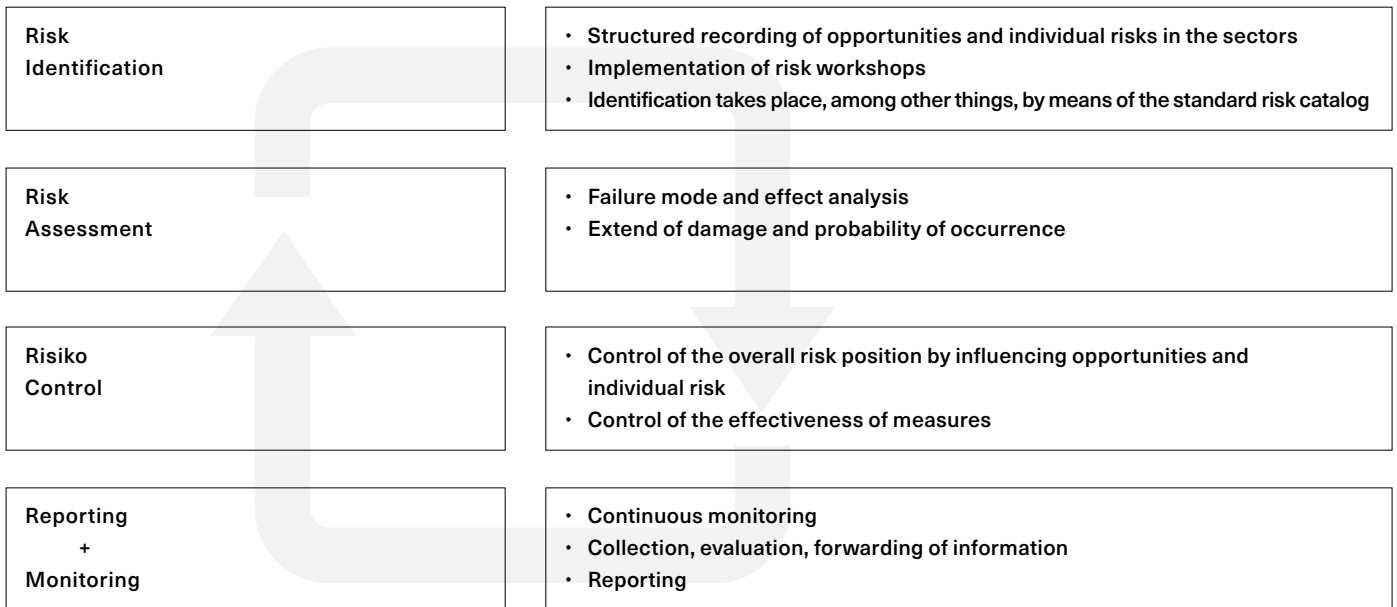 Risk
Identification
• Structured recording of opportunities and individual risks in the sectors
• Implementation of risk workshops
• Identification takes place, among other things, by means of the standard risk catalog
Risk
Assessment
• Failure mode and effect analysis
• Extend of damage and probability of occurrence
Risiko
Control
• Control of the overall risk position by influencing opportunities and
individual risk
• Control of the effectiveness of measures
Reporting
+
Monitoring
• Continuous monitoring
• Collection, evaluation, forwarding of information
• Reporting